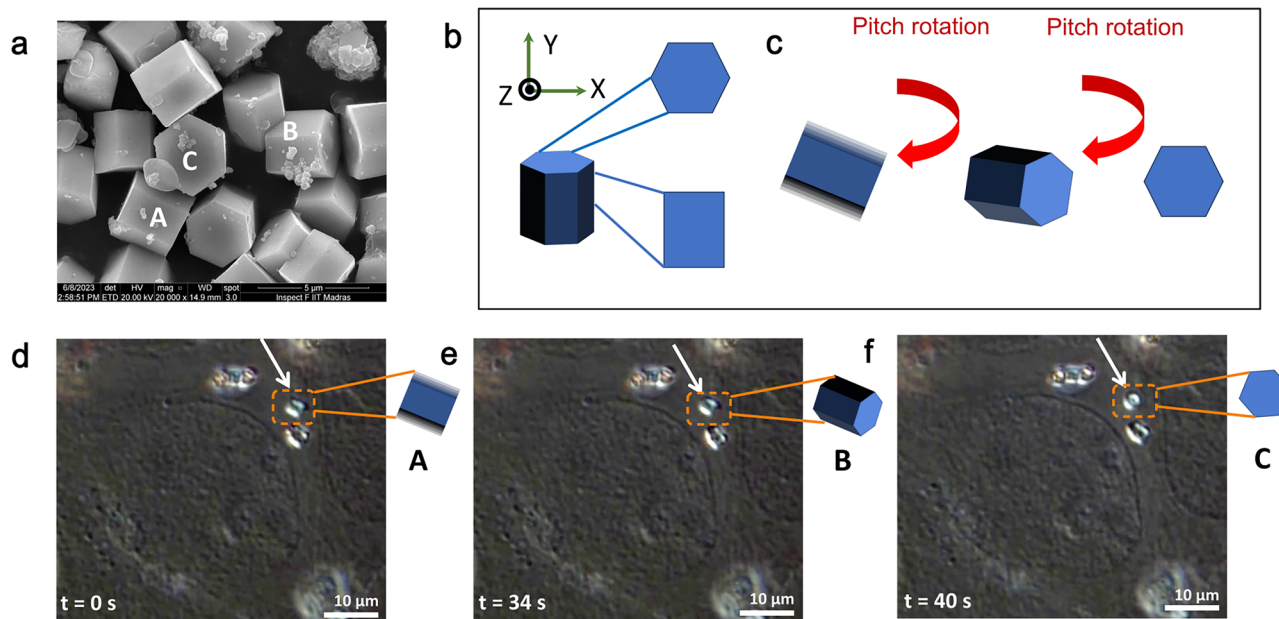 a
B
C
A
6/8/2023 det HV mag WD spot 5 µm
2:58:51 PM ETD 20.00 kV 20 000 x 14.9 mm 3.0 Inspect F IIT Madras
b
Y
Z X
c
Pitch rotation Pitch rotation
d
A
t = 0 s
10 µm
e
B
t = 34 s
10 µm
f
C
t = 40 s
10 µm